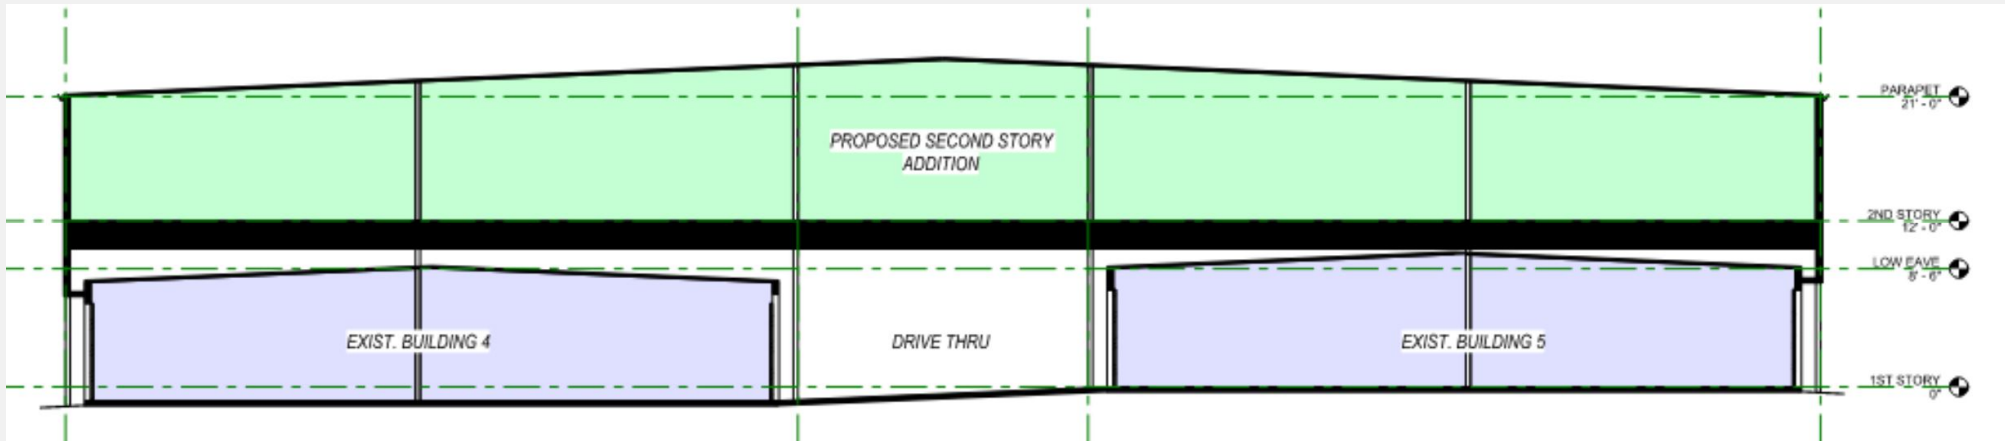 PARAPET
21' - 0"
PROPOSED SECOND STORY
ADDITION
2ND STORY
12' - 0"
LOW EAVE
8' - 6"
EXIST. BUILDING 4
DRIVE THRU
EXIST. BUILDING 5
1ST STORY
0"